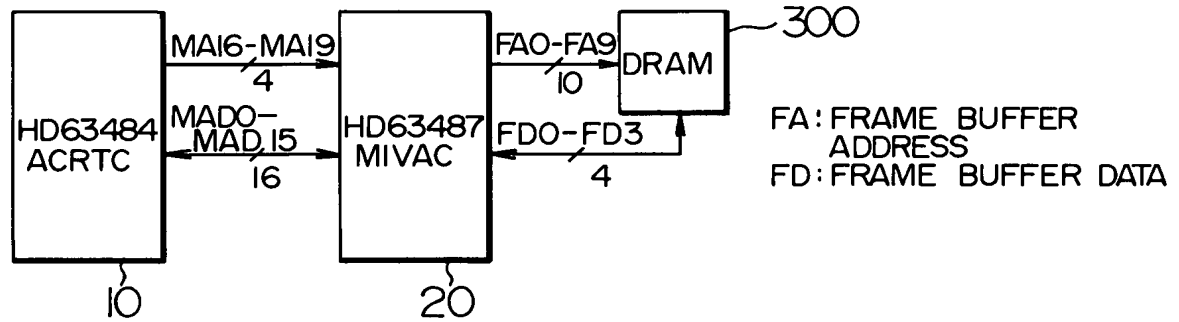 300
MA16-MA19
4
FA0-FA9
10
DRAM
HD63484
ACRTC
MAD0-
MAD15
16
HD63487
MIVAC
FD0-FD3
4
FA: FRAME BUFFER
ADDRESS
FD: FRAME BUFFER DATA
10
20